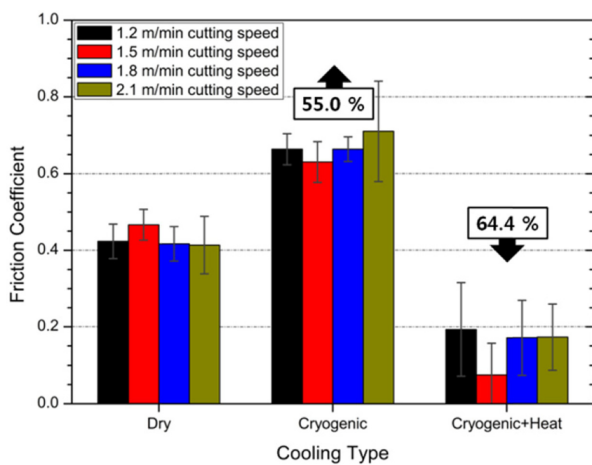 1.2 m/min cutting speed
1.5 m/min cutting speed
1.8 m/min cutting speed
2.1 m/min cutting speed
55.0 %
64.4 %
Friction Coefficient
1.0
0.8
0.6
0.4
0.2
0.0
Dry
Cryogenic
Cryogenic+Heat
Cooling Type